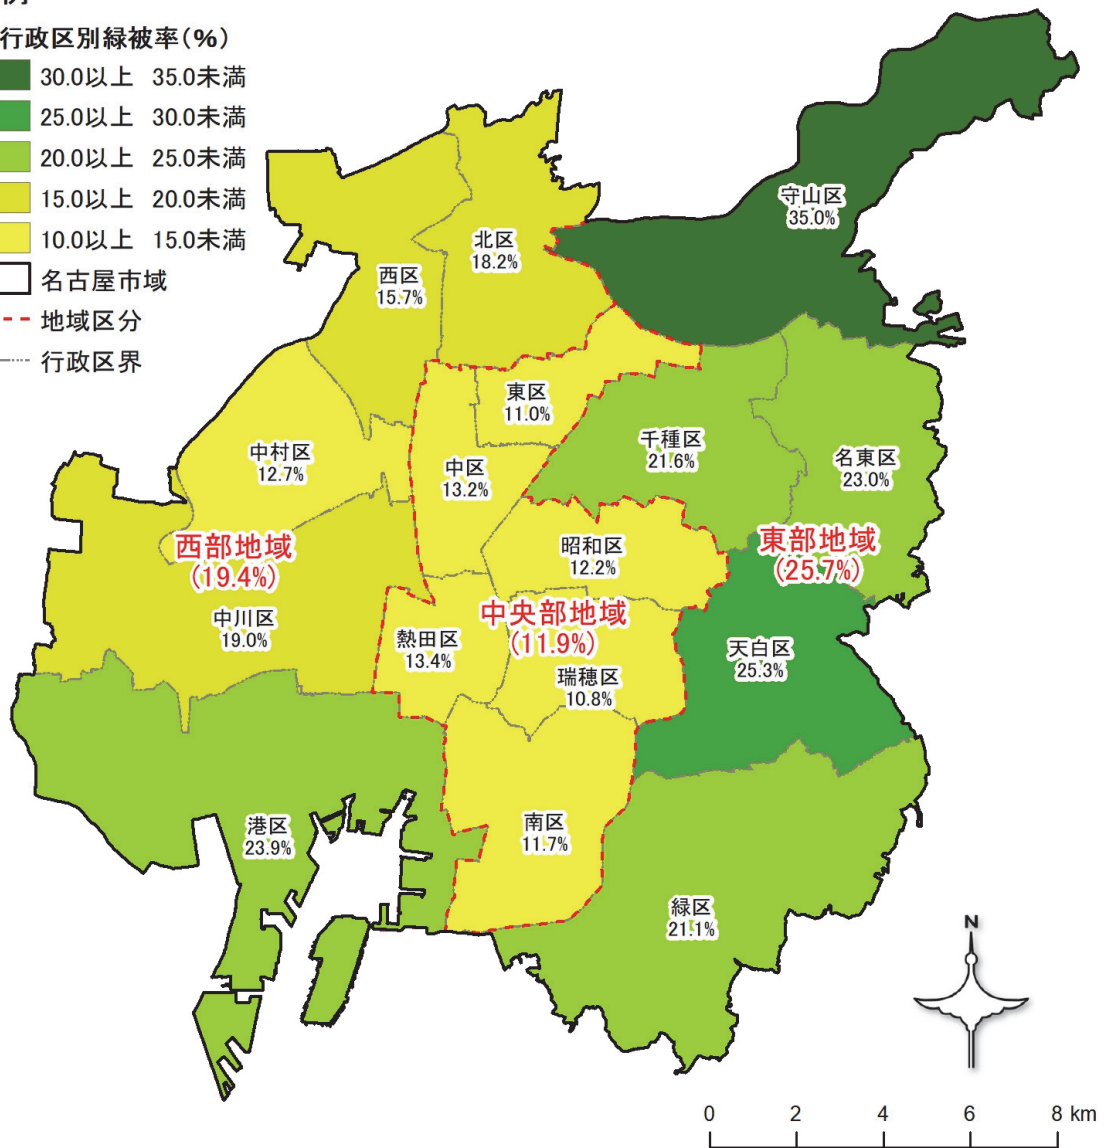 行政区別緑被率(%)
30.0以上 35.0未満
25.0以上 30.0未満
20.0以上 25.0未満
15.0以上 20.0未満
10.0以上 15.0未満
名古屋市域
地域区分
行政区界
守山区
35.0%
北区
18.2%
西区
15.7%
東区
11.0%
中村区
12.7%
中区
13.2%
千種区
21.6%
名東区
23.0%
西部地域
(19.4%)
昭和区
12.2%
東部地域
(25.7%)
中川区
19.0%
熱田区
13.4%
中央部地域
(11.9%)
瑞穂区
10.8%
天白区
25.3%
港区
23.9%
南区
11.7%
緑区
21.1%
N
0 2 4 6 8 km